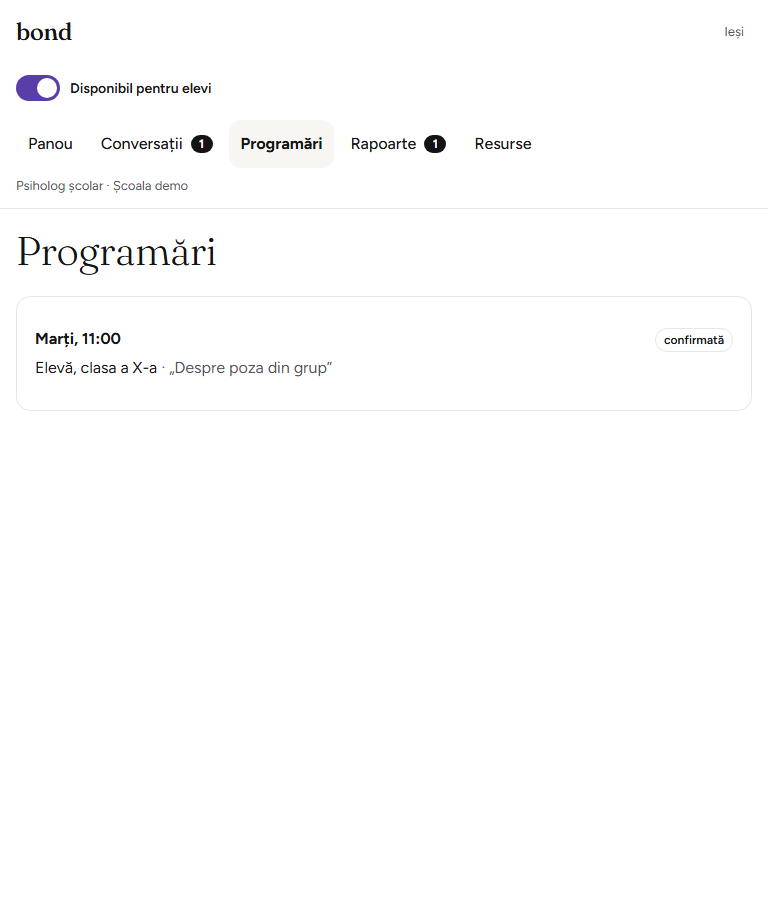 bond
Ieși
Disponibil pentru elevi
Panou Conversații 1 Programări Rapoarte 1 Resurse
Psiholog școlar · Școala demo
Programări
Marți, 11:00
confirmată
Elevă, clasa a X-a · „Despre poza din grup”